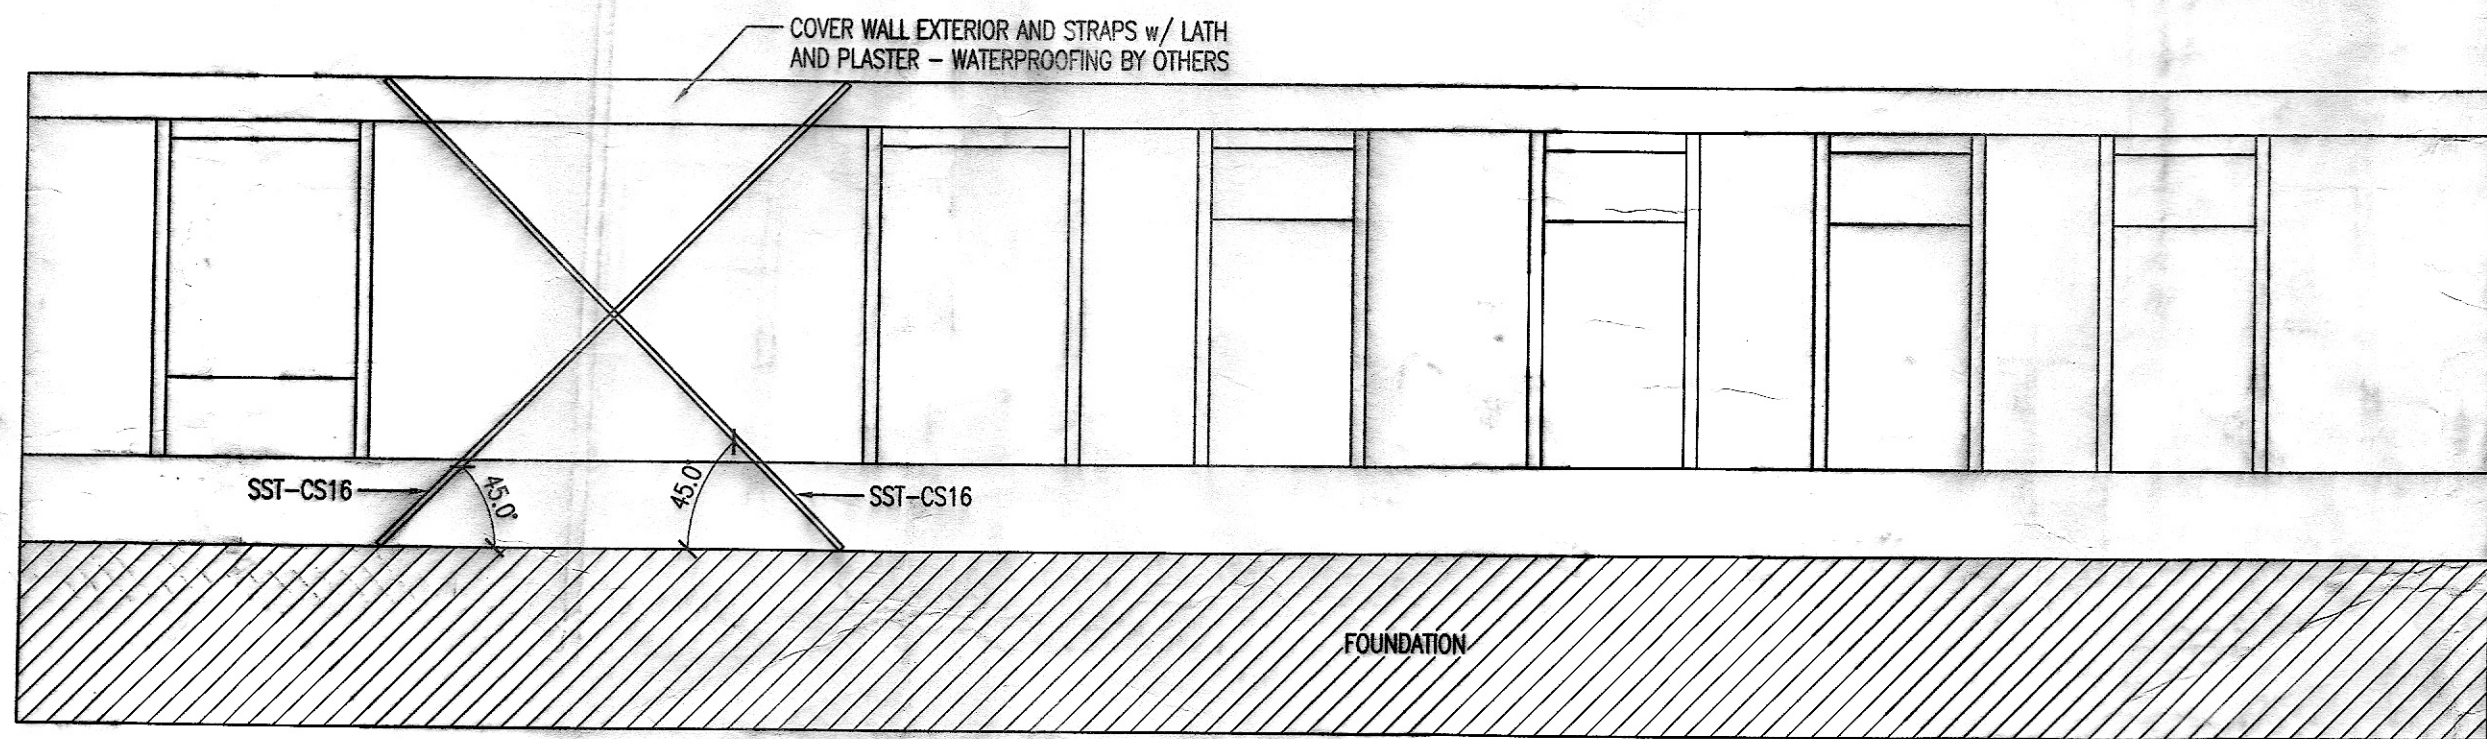 COVER WALL EXTERIOR AND STRAPS w/ LATH
AND PLASTER – WATERPROOFING BY OTHERS
SST-CS16
45.0°
45.0
SST-CS16
FOUNDATION